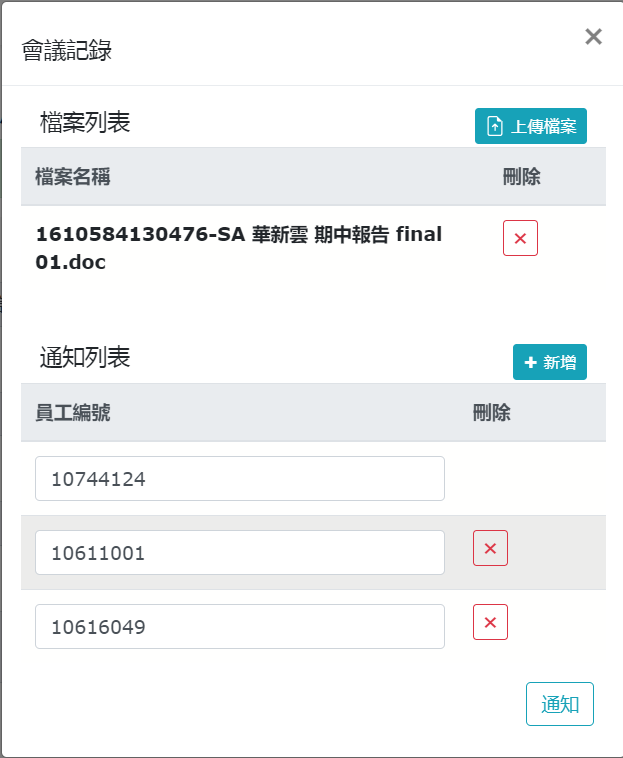 會議記錄
檔案列表
上傳檔案
檔案名稱 刪除
1610584130476-SA 華新雲 期中報告 final
01.doc
通知列表
新增
員工編號 刪除
10744124
10611001
10616049
通知